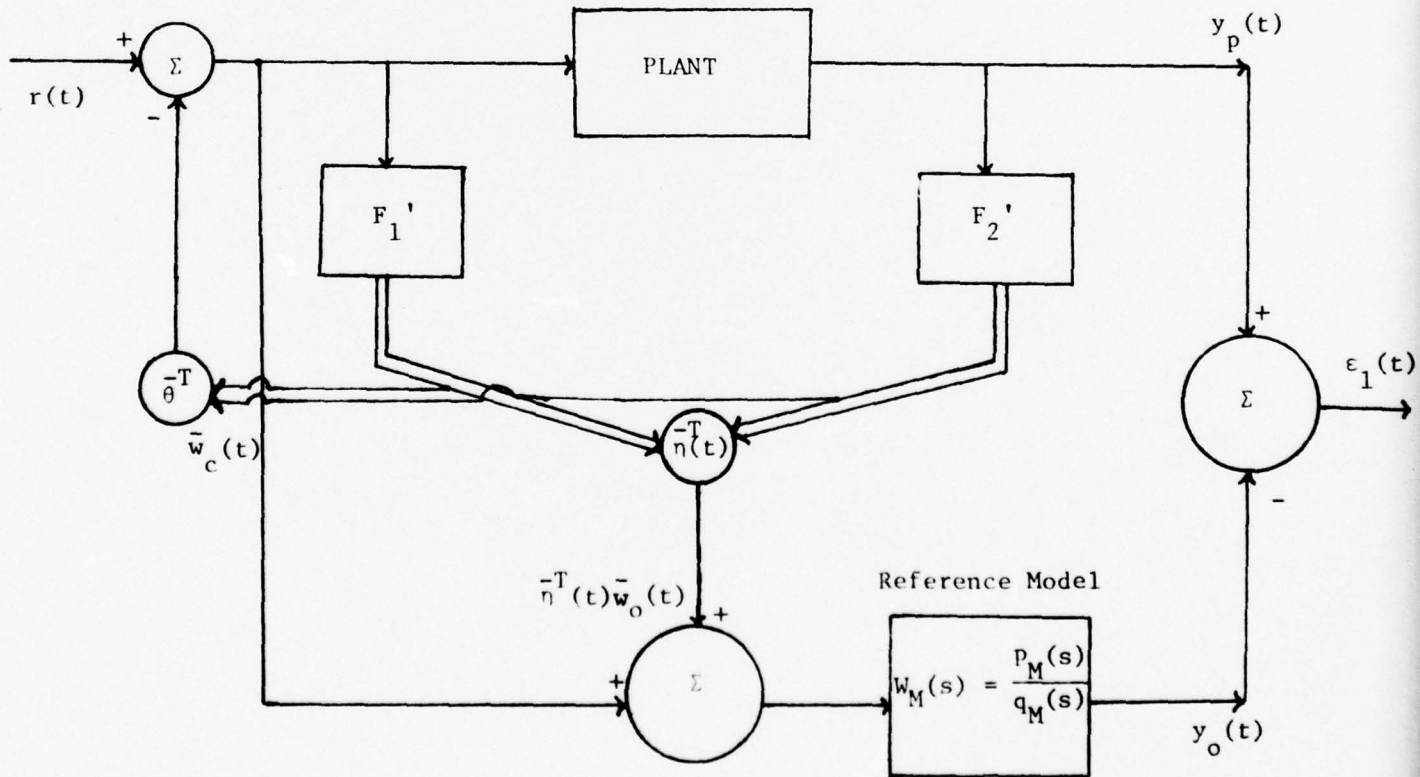 +
Σ
-
r(t)
PLANT
y_p(t)
F_1'
F_2'
+
Σ
-
ε_1(t)
θ̄^T
w̄_c(t)
η̄^T(t)
η̄^T(t)w̄_o(t)
+
+
Σ
Reference Model
W_M(s) = p_M(s)/q_M(s)
y_o(t)